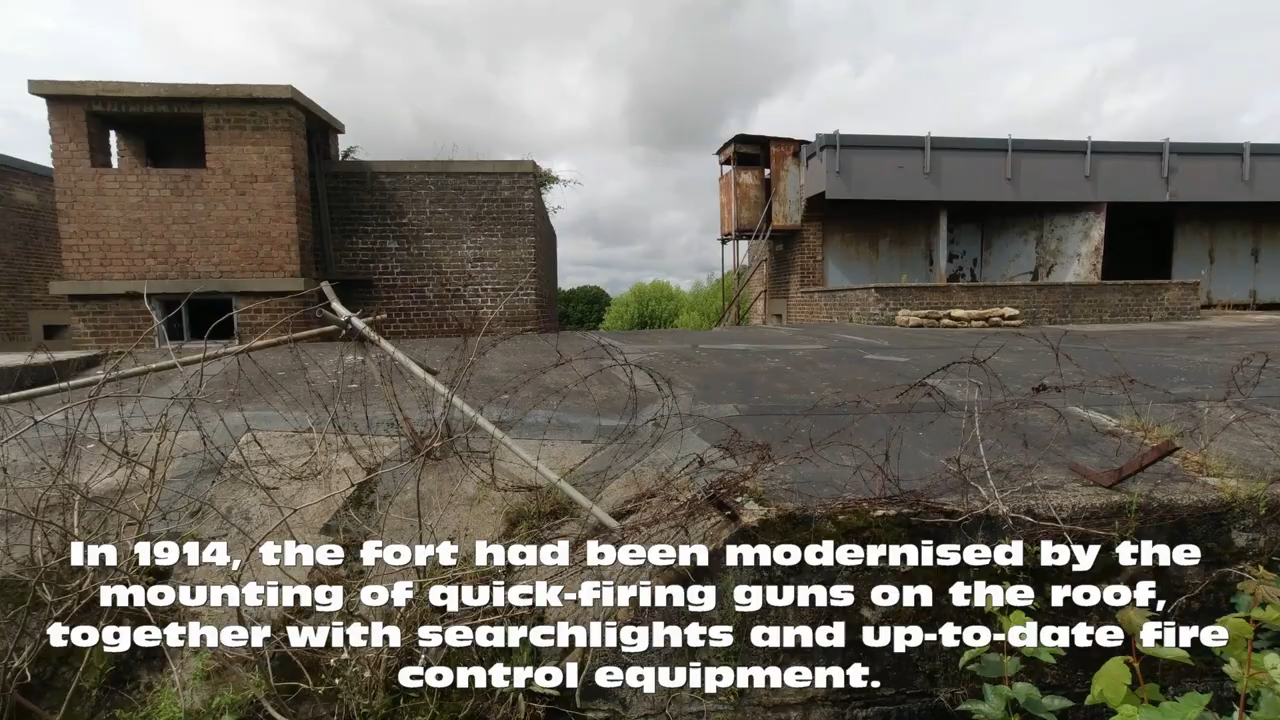 In 1914, the fort had been modernised by the
mounting of quick-firing guns on the roof,
together with searchlights and up-to-date fire
control equipment.